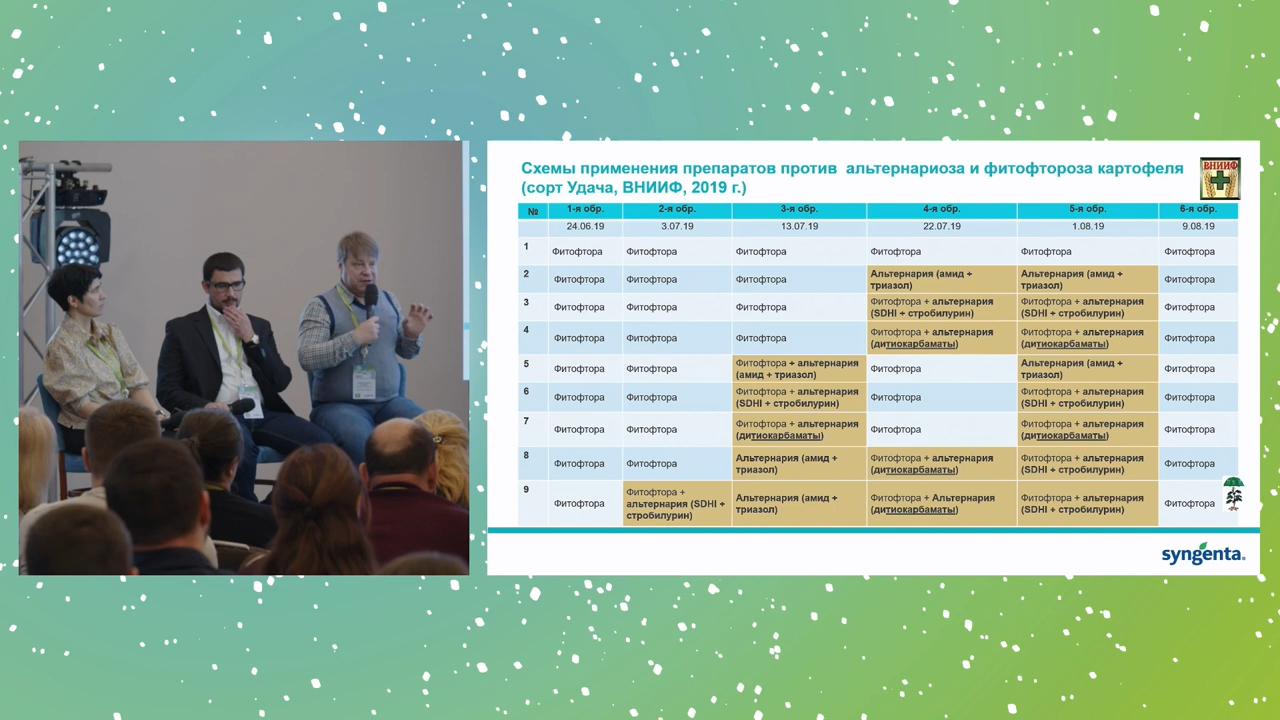 Схемы применения препаратов против альтернариоза и фитофтороза картофеля
(сорт Удача, ВНИИФ, 2019 г.)
ВНИИФ
№ 1-я обр. 2-я обр. 3-я обр. 4-я обр. 5-я обр. 6-я обр.
24.06.19 3.07.19 13.07.19 22.07.19 1.08.19 9.08.19
1 Фитофтора Фитофтора Фитофтора Фитофтора Фитофтора Фитофтора
2 Фитофтора Фитофтора Фитофтора Альтернария (амид + триазол) Альтернария (амид + триазол) Фитофтора
3 Фитофтора Фитофтора Фитофтора Фитофтора + альтернария (SDHI + стробилурин) Фитофтора + альтернария (SDHI + стробилурин) Фитофтора
4 Фитофтора Фитофтора Фитофтора Фитофтора + альтернария (дитиокарбаматы) Фитофтора + альтернария (дитиокарбаматы) Фитофтора
5 Фитофтора Фитофтора Фитофтора + альтернария (амид + триазол) Фитофтора Альтернария (амид + триазол) Фитофтора
6 Фитофтора Фитофтора Фитофтора + альтернария (SDHI + стробилурин) Фитофтора Фитофтора + альтернария (SDHI + стробилурин) Фитофтора
7 Фитофтора Фитофтора Фитофтора + альтернария (дитиокарбаматы) Фитофтора Фитофтора + альтернария (дитиокарбаматы) Фитофтора
8 Фитофтора Фитофтора Альтернария (амид + триазол) Фитофтора + альтернария (дитиокарбаматы) Фитофтора + альтернария (SDHI + стробилурин) Фитофтора
9 Фитофтора Фитофтора + альтернария (SDHI + стробилурин) Альтернария (амид + триазол) Фитофтора + Альтернария (дитиокарбаматы) Фитофтора + альтернария (SDHI + стробилурин) Фитофтора
syngenta.